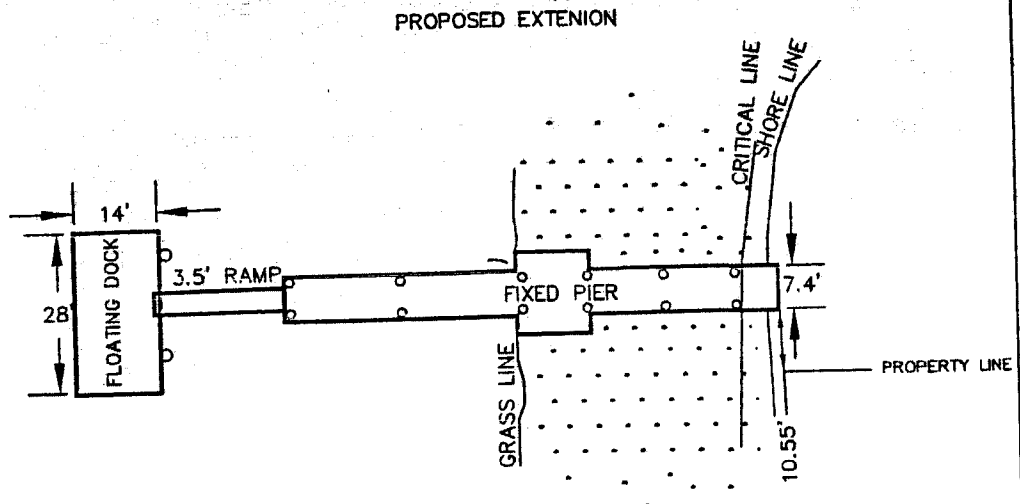 PROPOSED EXTENION
CRITICAL LINE
SHORE LINE
14'
28'
FLOATING DOCK
3.5' RAMP
FIXED PIER
7.4'
GRASS LINE
PROPERTY LINE
10.55'